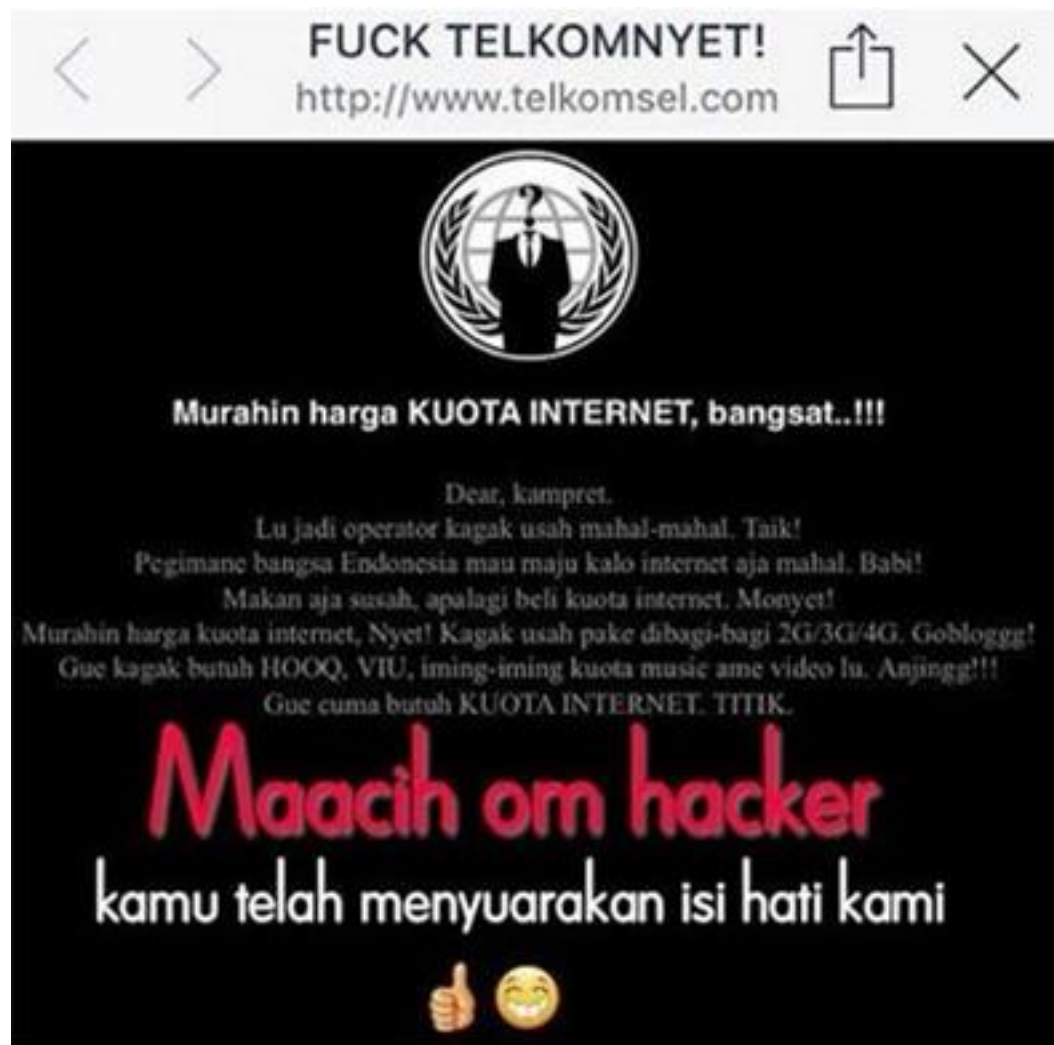 FUCK TELKOMNYET!
http://www.telkomsel.com
?
Murahin harga KUOTA INTERNET, bangsat..!!!
Dear, kampret.
Lu jadi operator kagak usah mahal-mahal. Taik!
Pegimane bangsa Endonesia mau maju kalo internet aja mahal. Babi!
Makan aja susah, apalagi beli kuota internet. Monyet!
Murahin harga kuota internet, Nyet! Kagak usah pake dibagi-bagi 2G/3G/4G. Gobloggg!
Gue kagak butuh HOOQ, VIU, iming-iming kuota music ame video lu. Anjingg!!!
Gue cuma butuh KUOTA INTERNET. TITIK.
Maacih om hacker
kamu telah menyuarakan isi hati kami